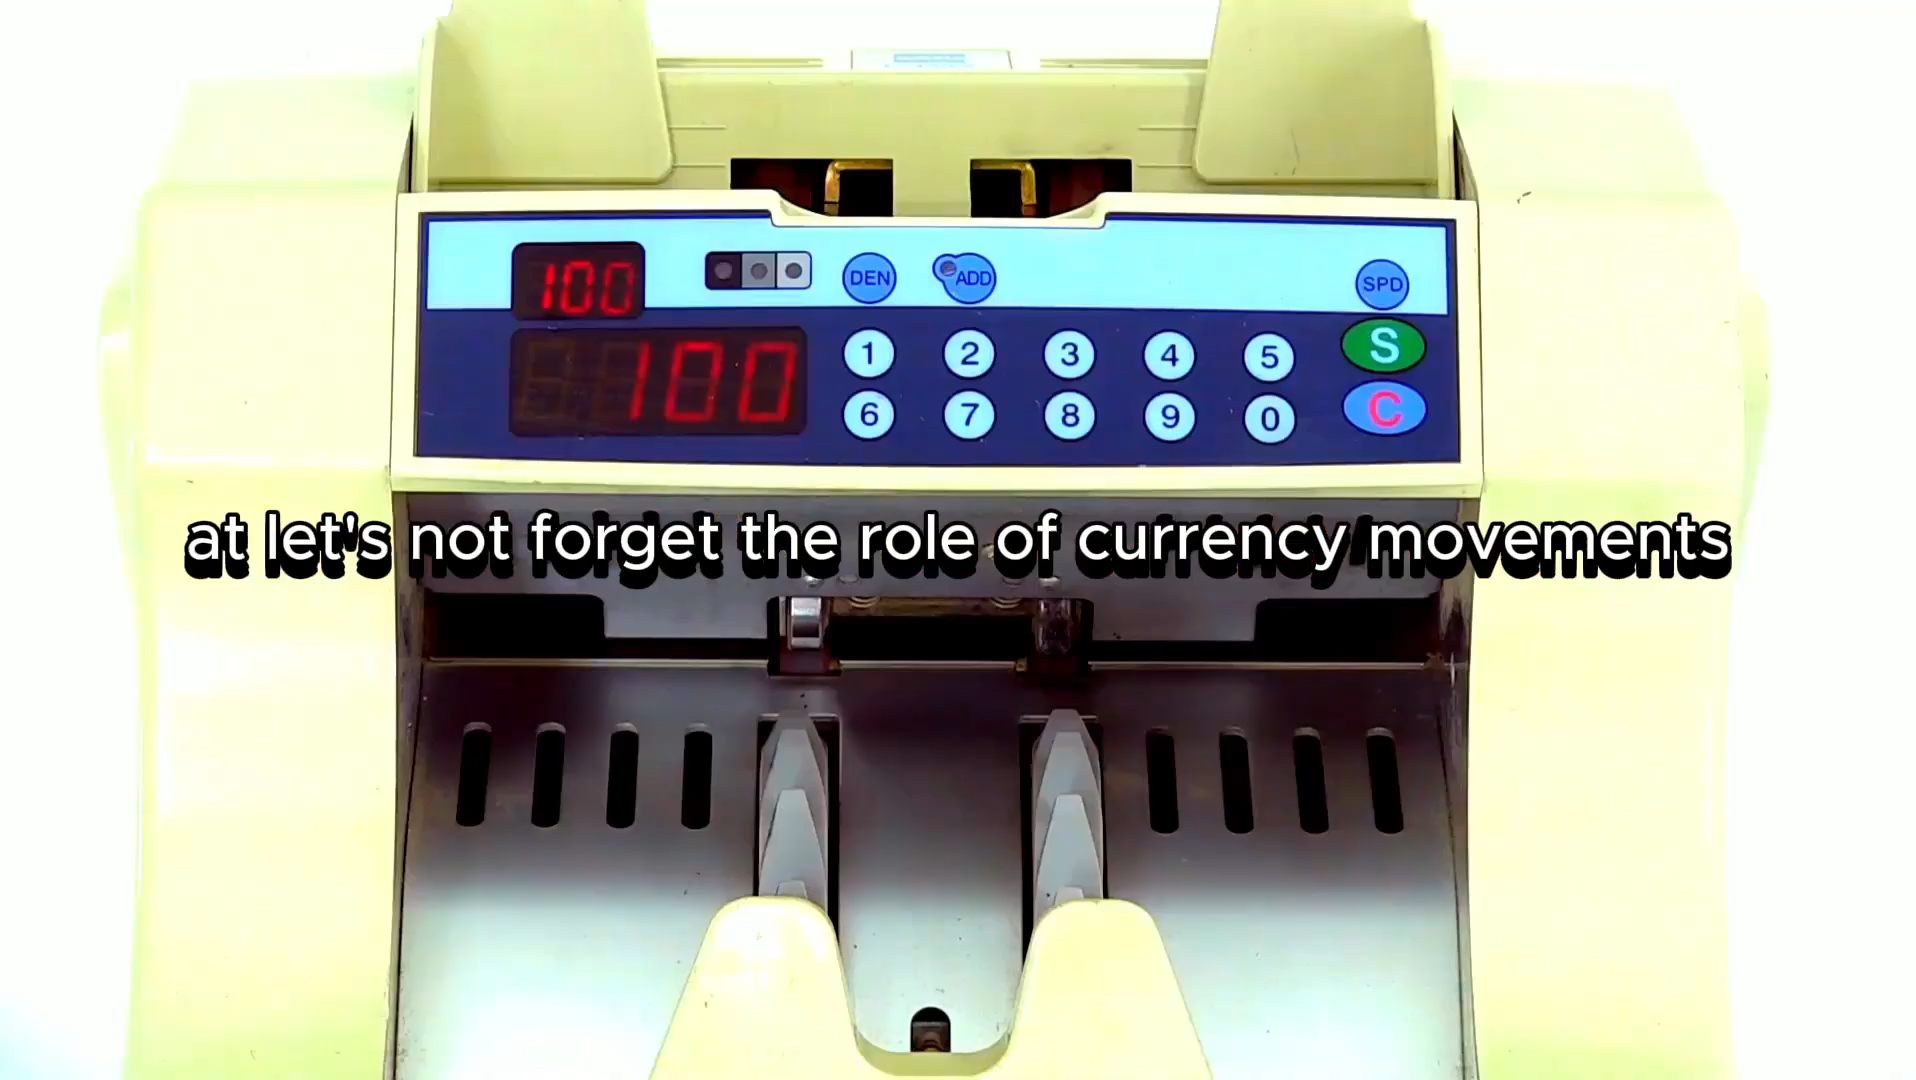 100
DEN
ADD
SPD
100
1 2 3 4 5
S
6 7 8 9 0
C
at let's not forget the role of currency movements